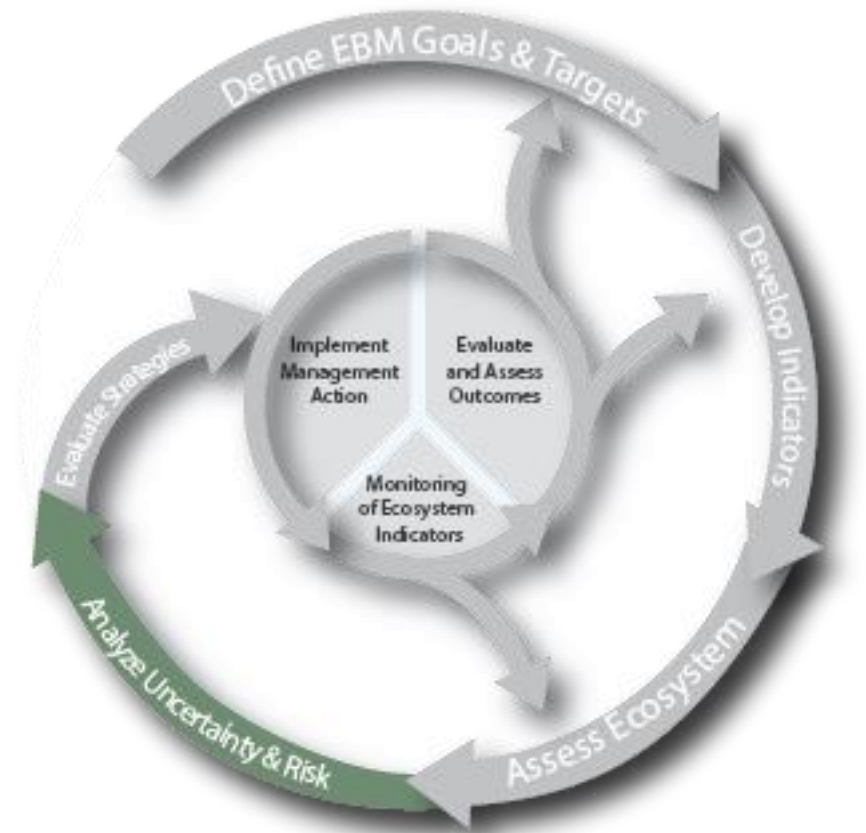 Define EBM Goals & Targets
Develop Indicators
Assess Ecosystem
Analyze Uncertainty & Risk
Evaluate Strategies
Implement
Management
Action
Evaluate
and Assess
Outcomes
Monitoring
of Ecosystem
Indicators